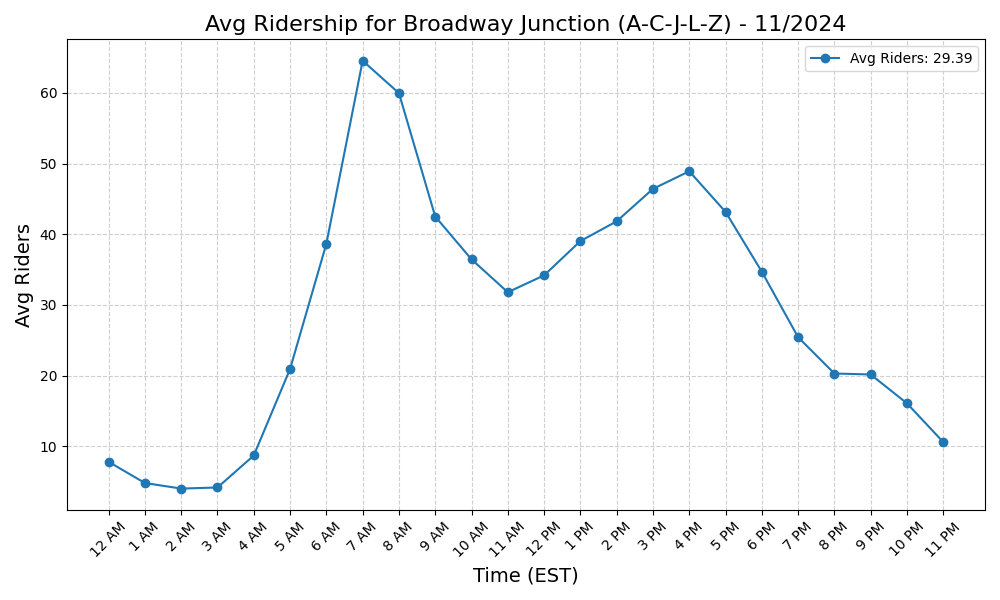 Avg Ridership for Broadway Junction (A-C-J-L-Z) - 11/2024
Avg Riders: 29.39
Avg Riders
60
50
40
30
20
10
12 AM
1 AM
2 AM
3 AM
4 AM
5 AM
6 AM
7 AM
8 AM
9 AM
10 AM
11 AM
12 PM
1 PM
2 PM
3 PM
4 PM
5 PM
6 PM
7 PM
8 PM
9 PM
10 PM
11 PM
Time (EST)